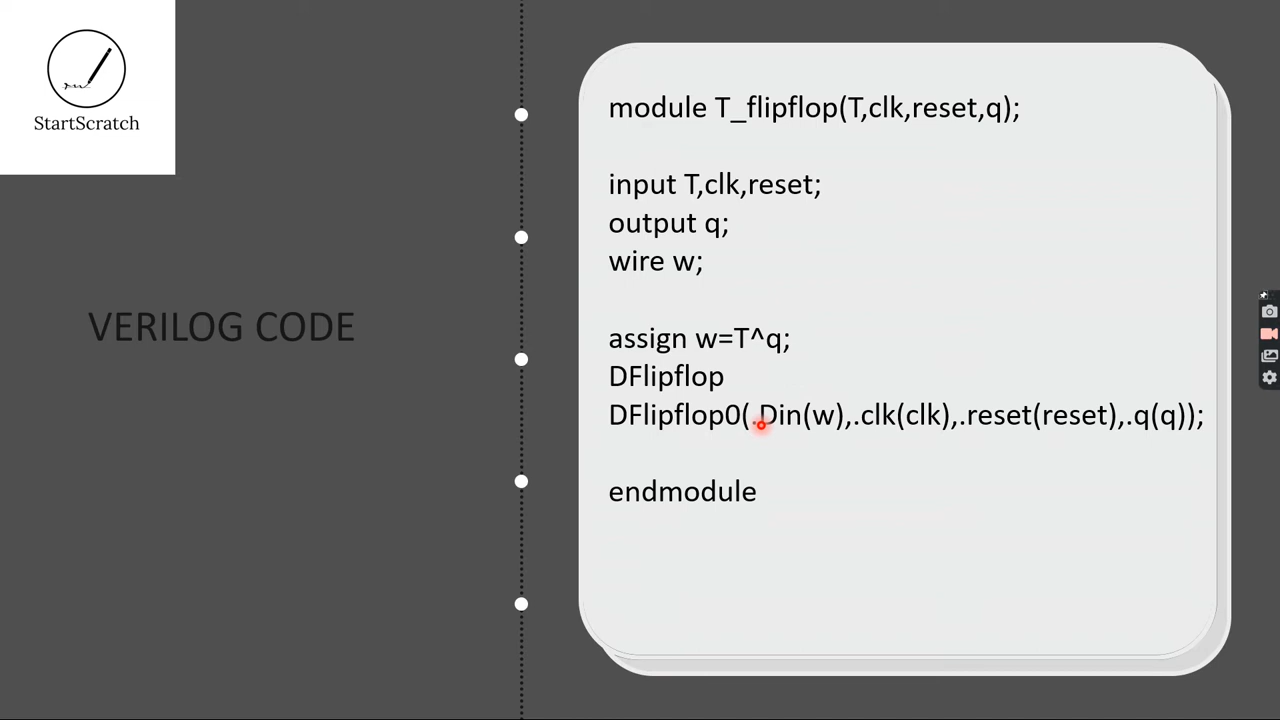 StartScratch
VERILOG CODE
module T_flipflop(T,clk,reset,q);
input T,clk,reset;
output q;
wire w;
assign w=T^q;
DFlipflop
DFlipflop0(.Din(w),.clk(clk),.reset(reset),.q(q));
endmodule